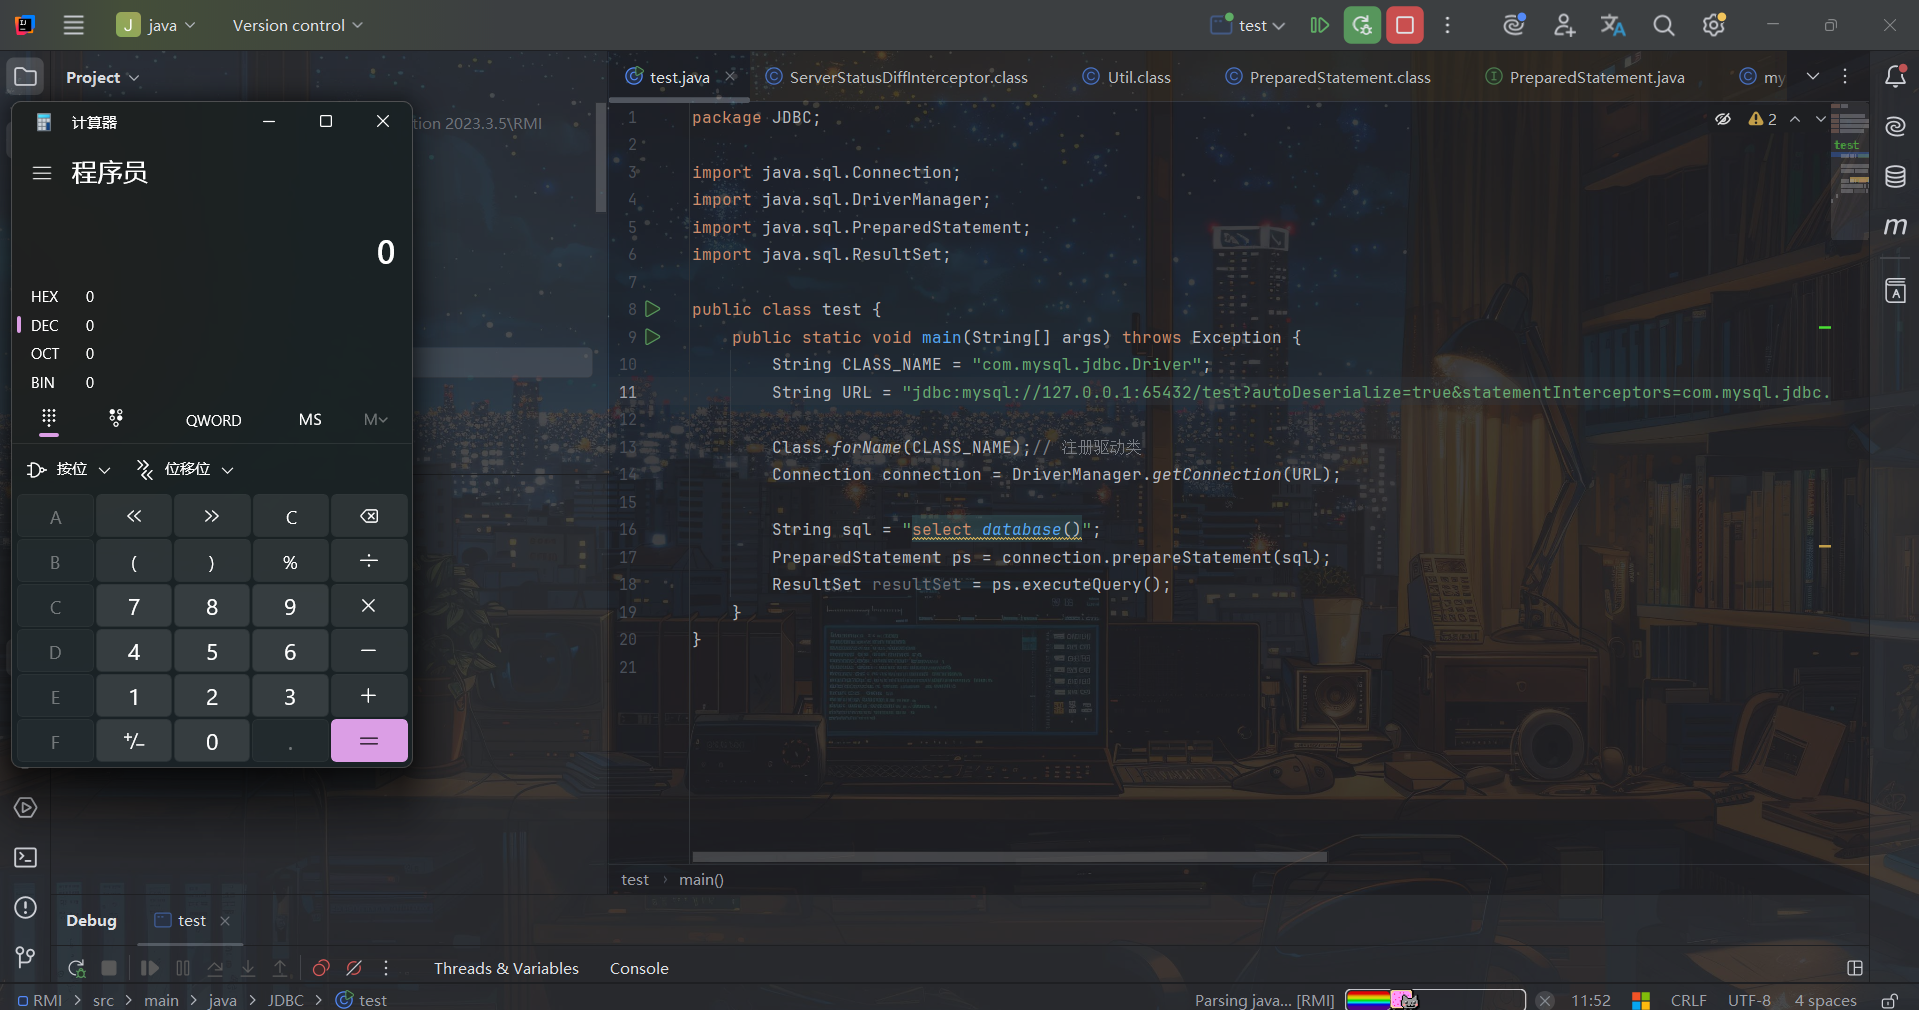 J java Version control test
Project
test.java ServerStatusDiffInterceptor.class Util.class PreparedStatement.class PreparedStatement.java my
tion 2023.3.5\RMI
计算器
程序员
0
HEX 0
DEC 0
OCT 0
BIN 0
QWORD MS M
按位 位移位
A << >> C
B ( ) % ÷
C 7 8 9 ×
D 4 5 6 −
E 1 2 3 +
F +/− 0 . =
2
test
1 package JDBC;
2
3 import java.sql.Connection;
4 import java.sql.DriverManager;
5 import java.sql.PreparedStatement;
6 import java.sql.ResultSet;
7
8 public class test {
9 public static void main(String[] args) throws Exception {
10 String CLASS_NAME = "com.mysql.jdbc.Driver";
11 String URL = "jdbc:mysql://127.0.0.1:65432/test?autoDeserialize=true&statementInterceptors=com.mysql.jdbc.
12
13 Class.forName(CLASS_NAME);// 注册驱动类
14 Connection connection = DriverManager.getConnection(URL);
15
16 String sql = "select database()";
17 PreparedStatement ps = connection.prepareStatement(sql);
18 ResultSet resultSet = ps.executeQuery();
19 }
20 }
21
test › main()
Debug test
Threads & Variables Console
RMI > src > main > java > JDBC > test
Parsing java... [RMI] 11:52 CRLF UTF-8 4 spaces